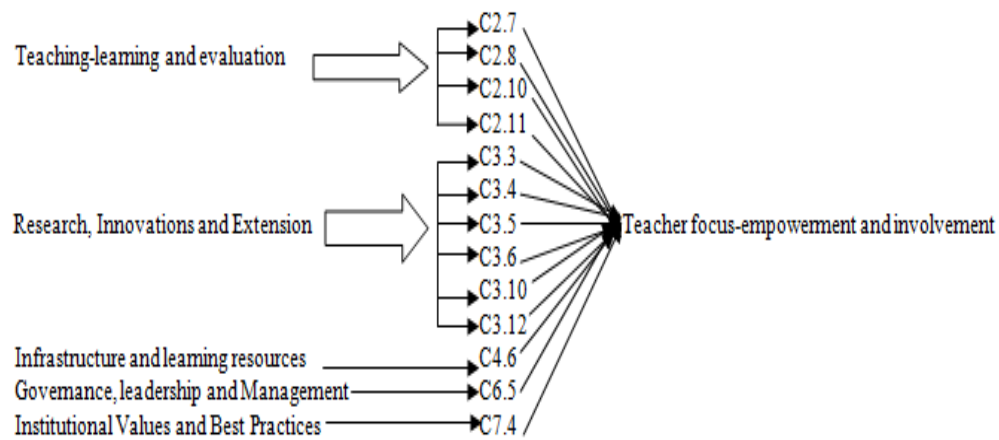 Teaching-learning and evaluation
C2.7
C2.8
C2.10
C2.11
Research, Innovations and Extension
C3.3
C3.4
C3.5
C3.6
C3.10
C3.12
Teacher focus-empowerment and involvement
Infrastructure and learning resources
C4.6
Governance, leadership and Management
C6.5
Institutional Values and Best Practices
C7.4